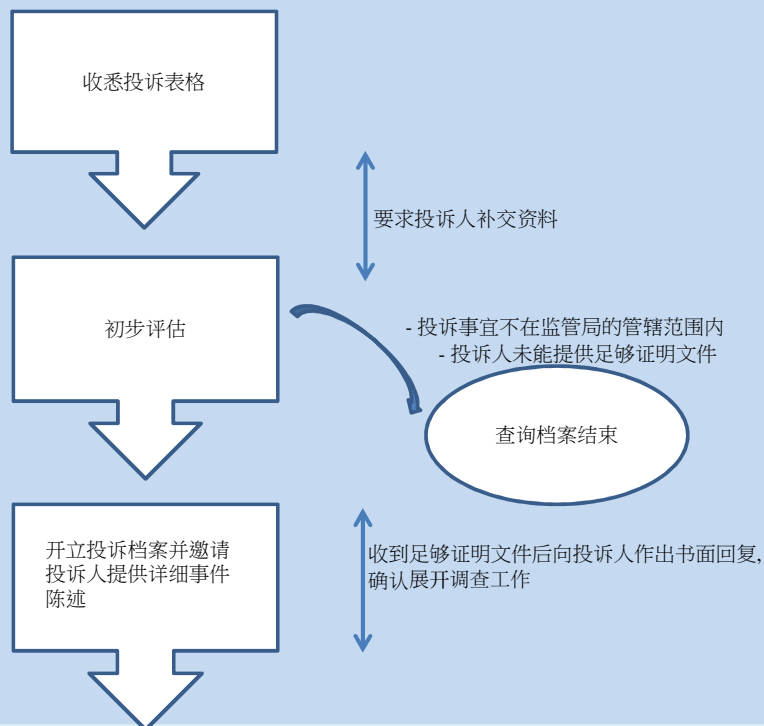 收悉投诉表格
要求投诉人补交资料
初步评估
- 投诉事宜不在监管局的管辖范围内
- 投诉人未能提供足够证明文件
查询档案结束
开立投诉档案并邀请
投诉人提供详细事件
陈述
收到足够证明文件后向投诉人作出书面回复,
确认展开调查工作